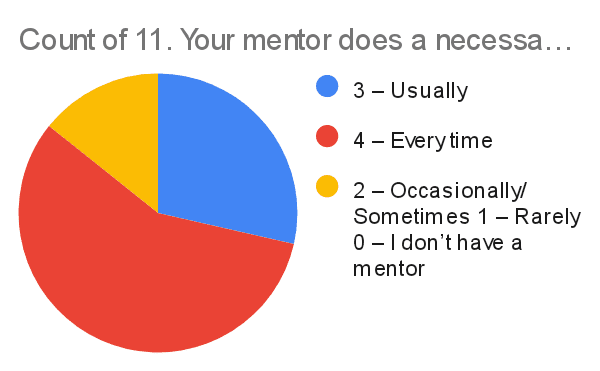 Count of 11. Your mentor does a necessa…
3 – Usually
4 – Everytime
2 – Occasionally/
Sometimes 1 – Rarely
0 – I don’t have a
mentor